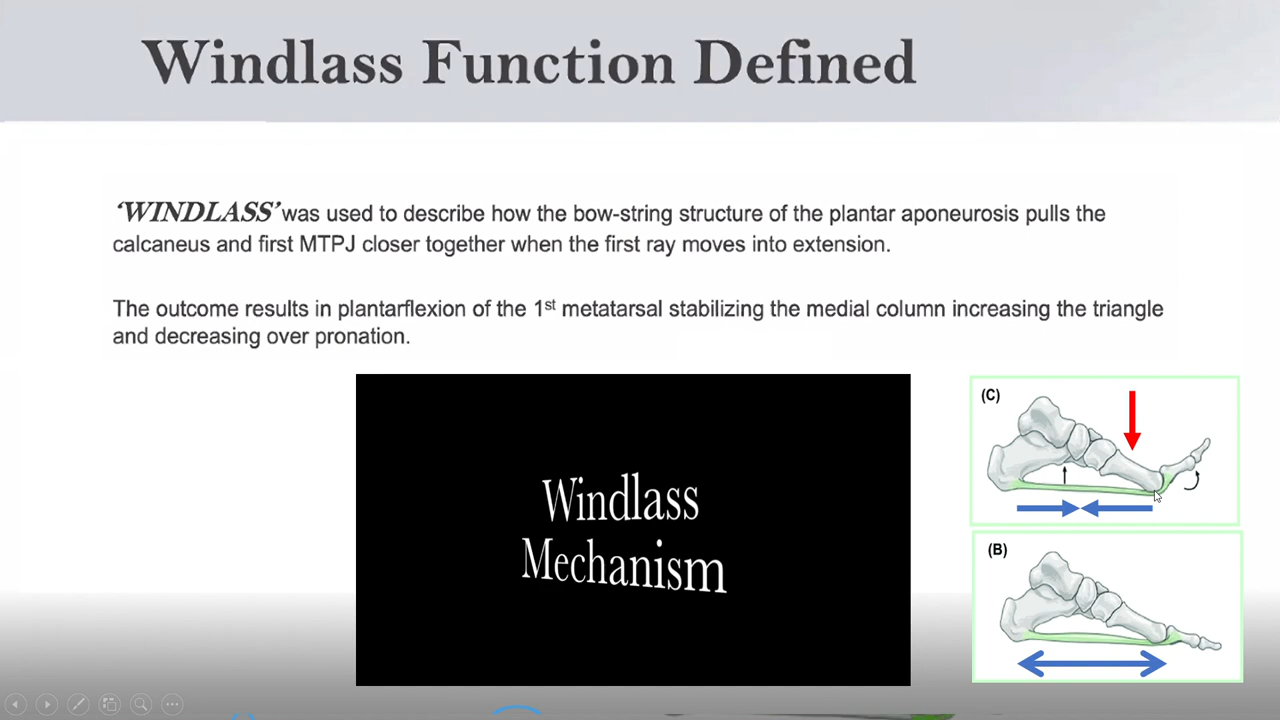 Windlass Function Defined
‘WINDLASS’ was used to describe how the bow-string structure of the plantar aponeurosis pulls the
calcaneus and first MTPJ closer together when the first ray moves into extension.
The outcome results in plantarflexion of the 1st metatarsal stabilizing the medial column increasing the triangle
and decreasing over pronation.
Windlass
Mechanism
(C)
(B)